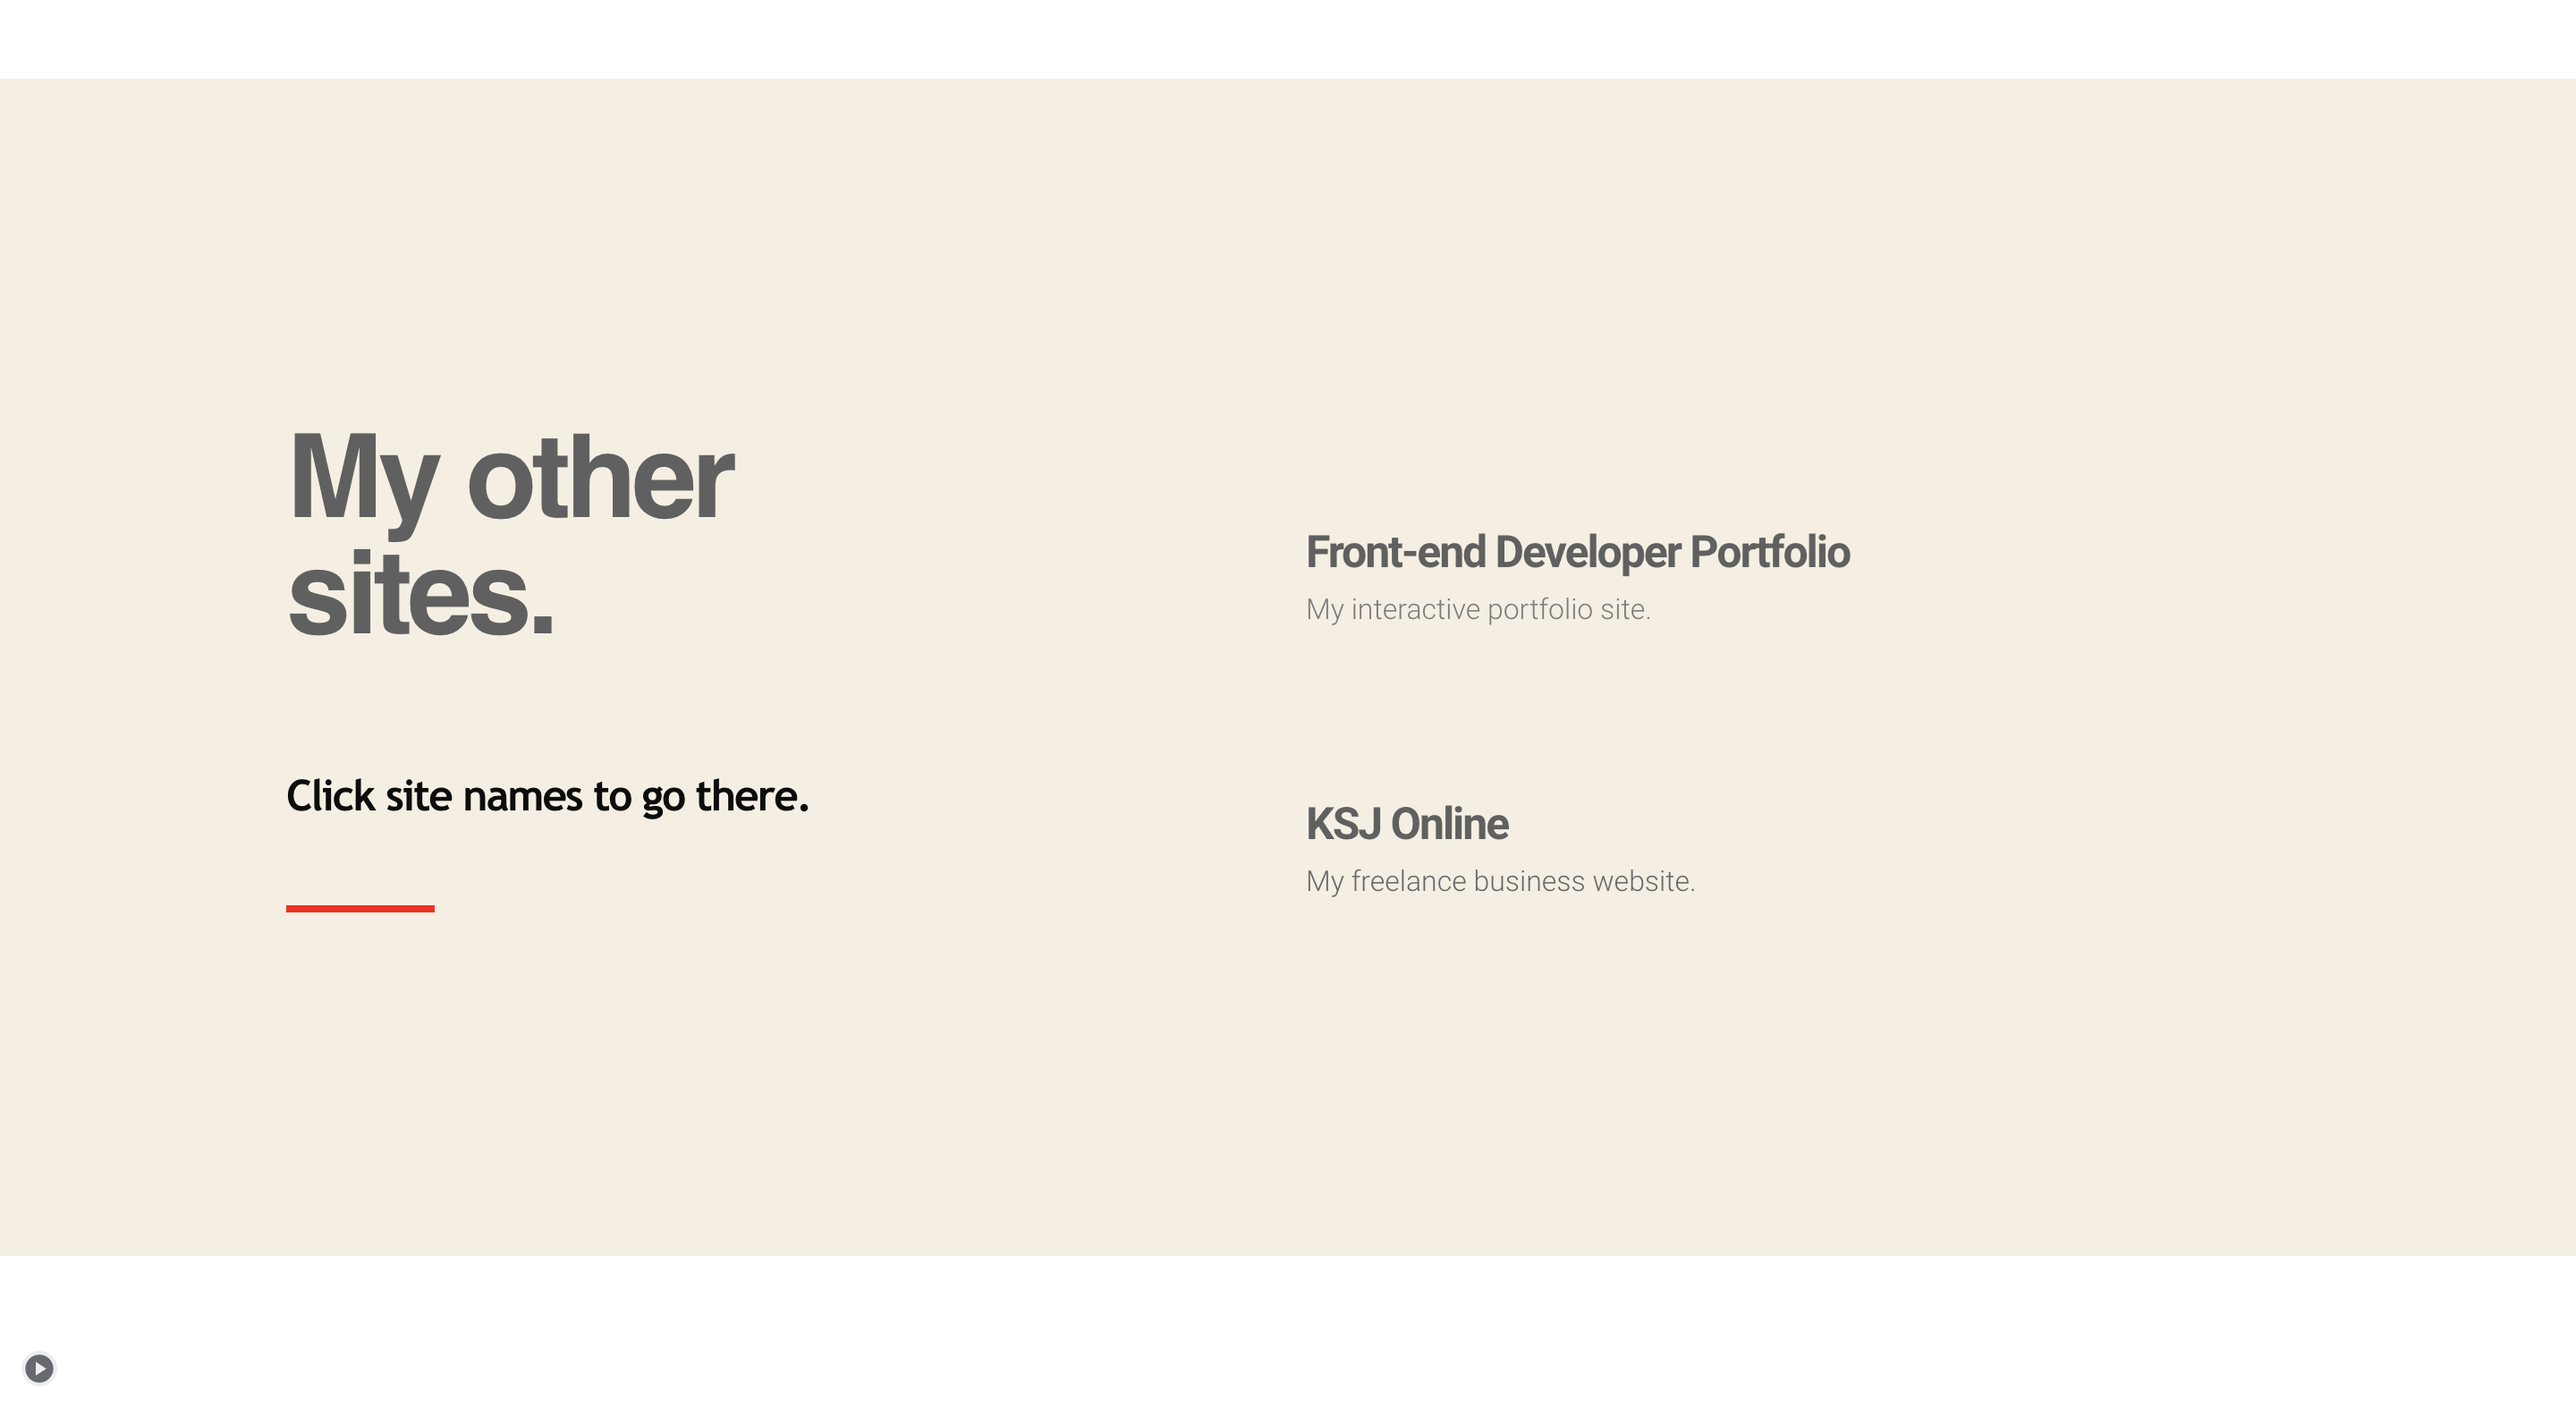 My other
sites.
Click site names to go there.
Front-end Developer Portfolio
My interactive portfolio site.
KSJ Online
My freelance business website.